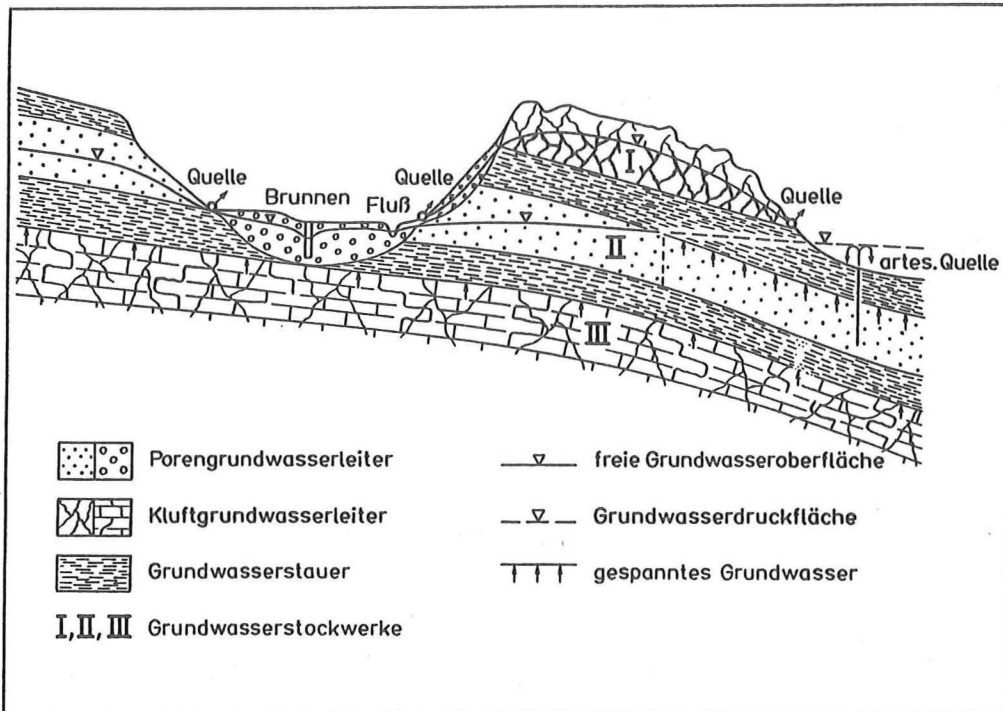 I
Quelle
Quelle
Brunnen
Fluß
Quelle
II
artes. Quelle
III
Porengrundwasserleiter
Kluftgrundwasserleiter
Grundwasserstauer
I, II, III Grundwasserstockwerke
freie Grundwasseroberfläche
Grundwasserdruckfläche
gespanntes Grundwasser